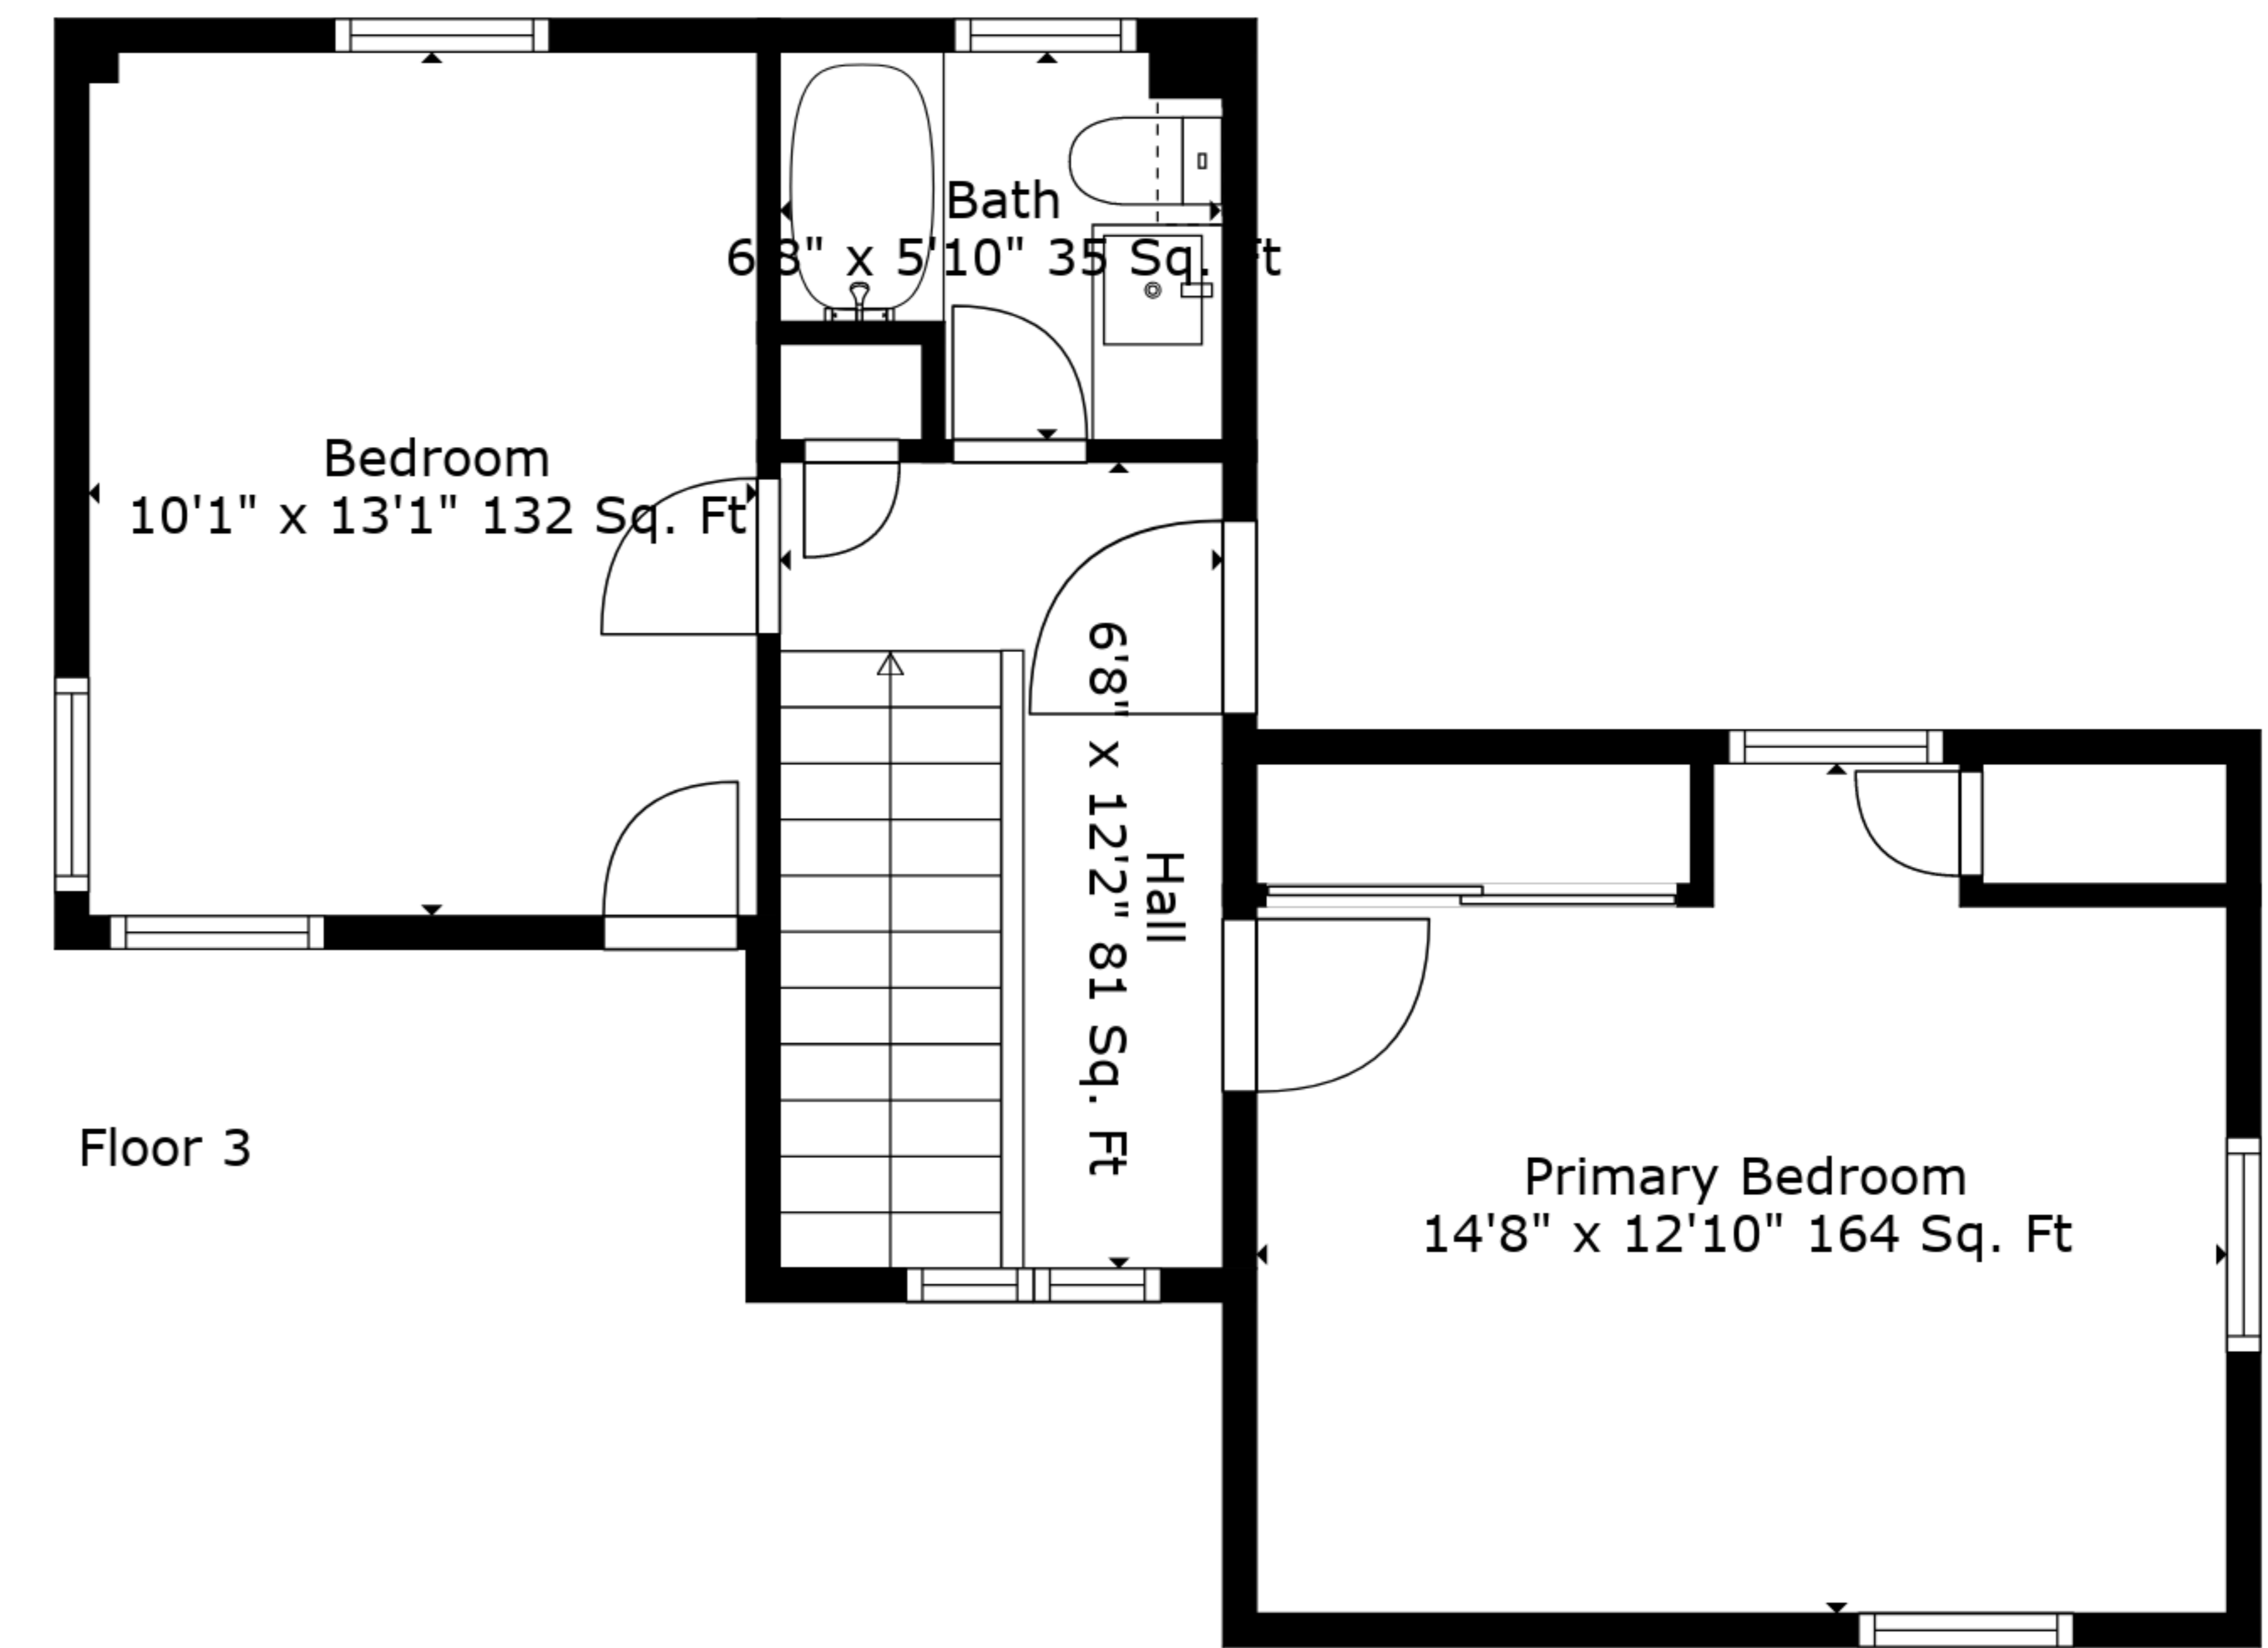 Bath
6'8" x 5'10" 35 Sq. Ft
Bedroom
10'1" x 13'1" 132 Sq. Ft
Hall
6'8" x 12'2" 81 Sq. Ft
Floor 3
Primary Bedroom
14'8" x 12'10" 164 Sq. Ft